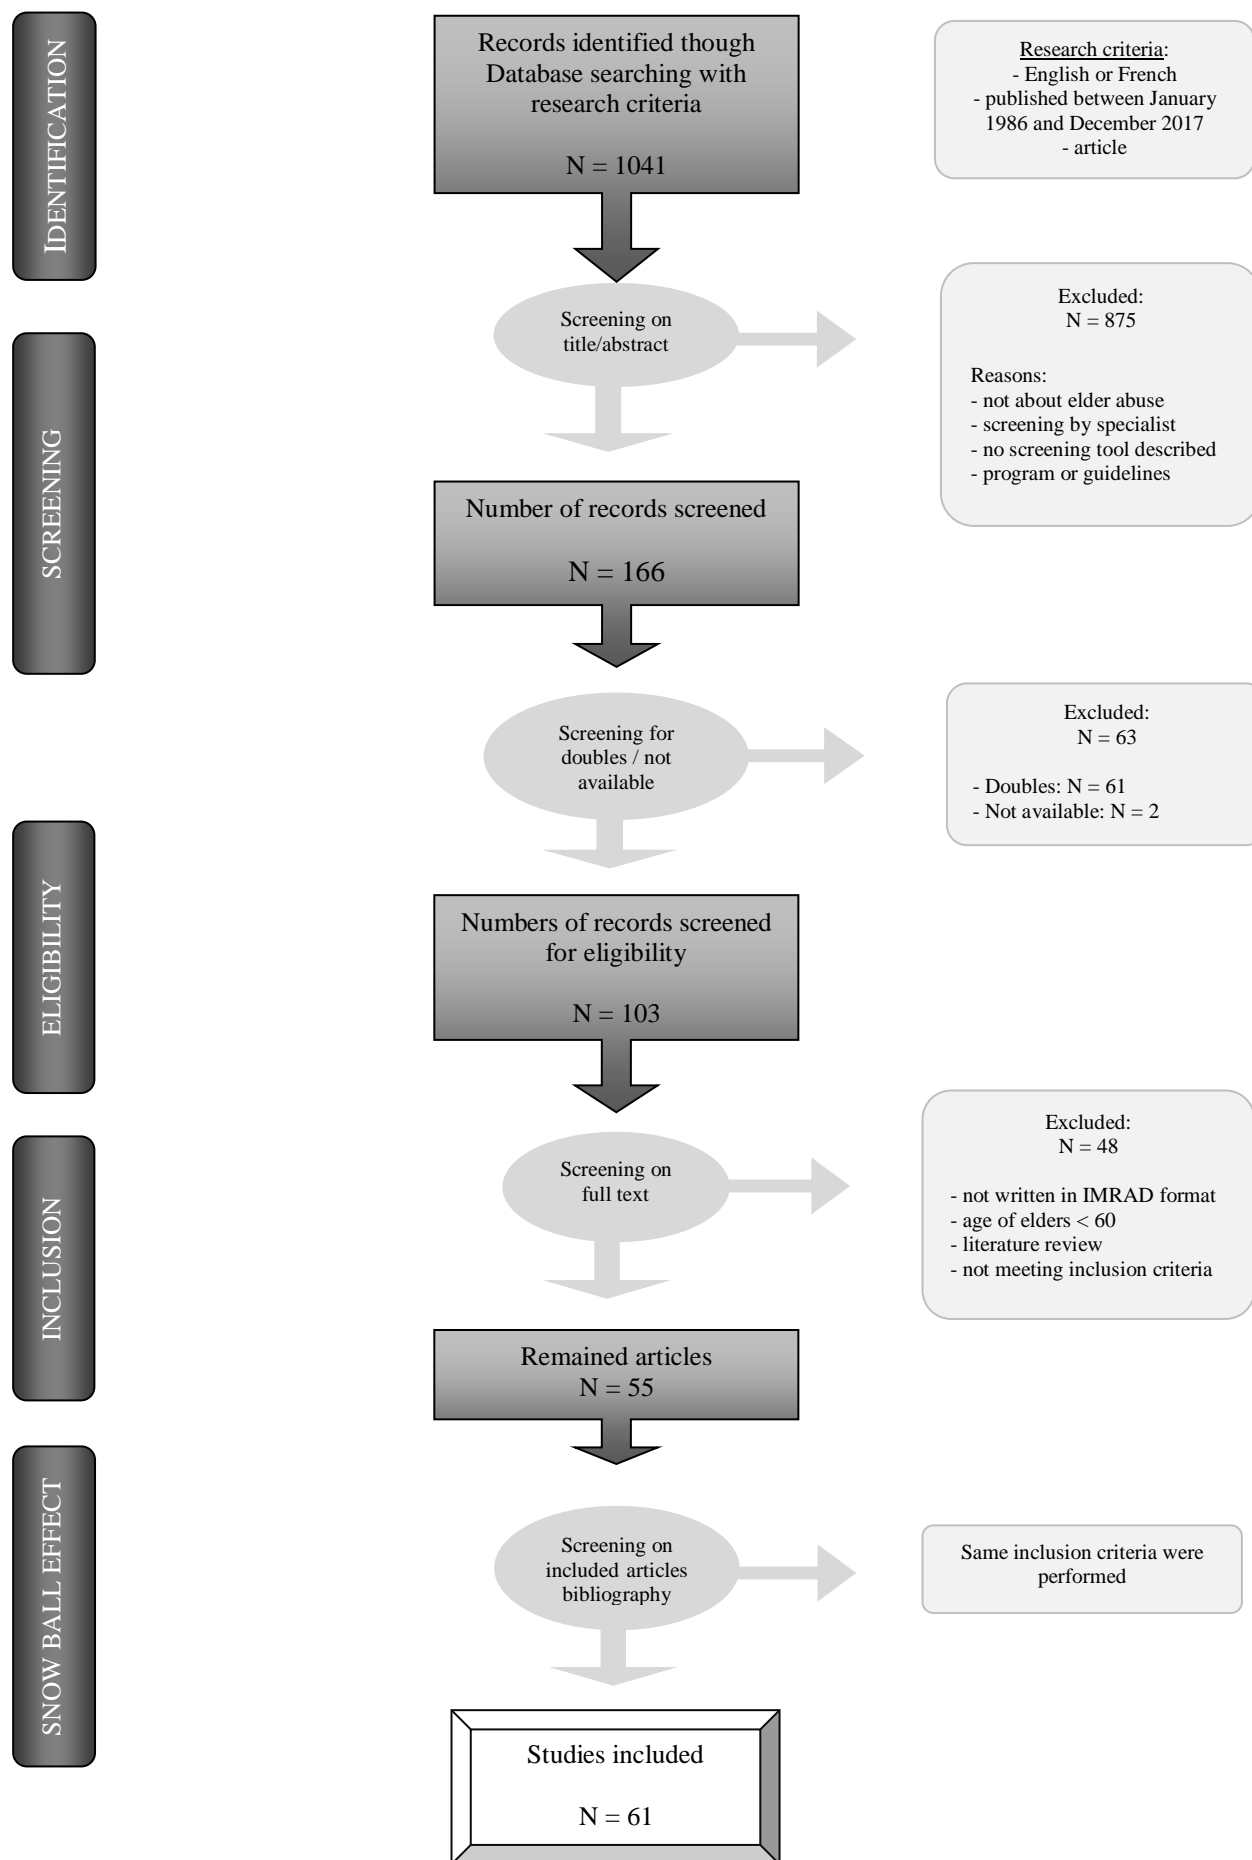 IDENTIFICATION
Records identified though
Database searching with
research criteria
N = 1041
Research criteria:
- English or French
- published between January
1986 and December 2017
- article
Screening on
title/abstract
Excluded:
N = 875
Reasons:
- not about elder abuse
- screening by specialist
- no screening tool described
- program or guidelines
SCREENING
Number of records screened
N = 166
Screening for
doubles / not
available
Excluded:
N = 63
- Doubles: N = 61
- Not available: N = 2
ELIGIBILITY
Numbers of records screened
for eligibility
N = 103
Screening on
full text
Excluded:
N = 48
- not written in IMRAD format
- age of elders < 60
- literature review
- not meeting inclusion criteria
INCLUSION
Remained articles
N = 55
SNOW BALL EFFECT
Screening on
included articles
bibliography
Same inclusion criteria were
performed
Studies included
N = 61